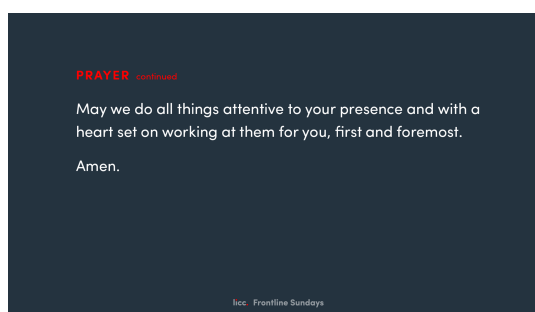 PRAYER continued
May we do all things attentive to your presence and with a
heart set on working at them for you, first and foremost.
Amen.
licc. Frontline Sundays